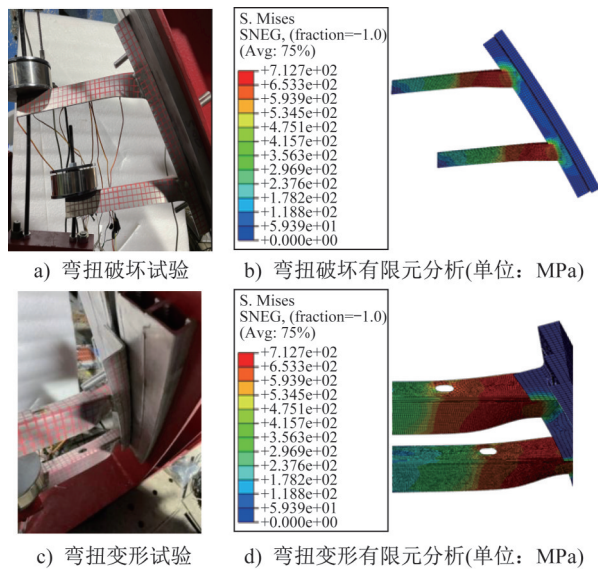 S. Mises
SNEG, (fraction=−1.0)
(Avg: 75%)
+7.127e+02
+6.533e+02
+5.939e+02
+5.345e+02
+4.751e+02
+4.157e+02
+3.563e+02
+2.969e+02
+2.376e+02
+1.782e+02
+1.188e+02
+5.939e+01
+0.000e+00
a) 弯扭破坏试验
b) 弯扭破坏有限元分析(单位：MPa)
S. Mises
SNEG, (fraction=−1.0)
(Avg: 75%)
+7.127e+02
+6.533e+02
+5.939e+02
+5.345e+02
+4.751e+02
+4.157e+02
+3.563e+02
+2.969e+02
+2.376e+02
+1.782e+02
+1.188e+02
+5.939e+01
+0.000e+00
c) 弯扭变形试验
d) 弯扭变形有限元分析(单位：MPa)